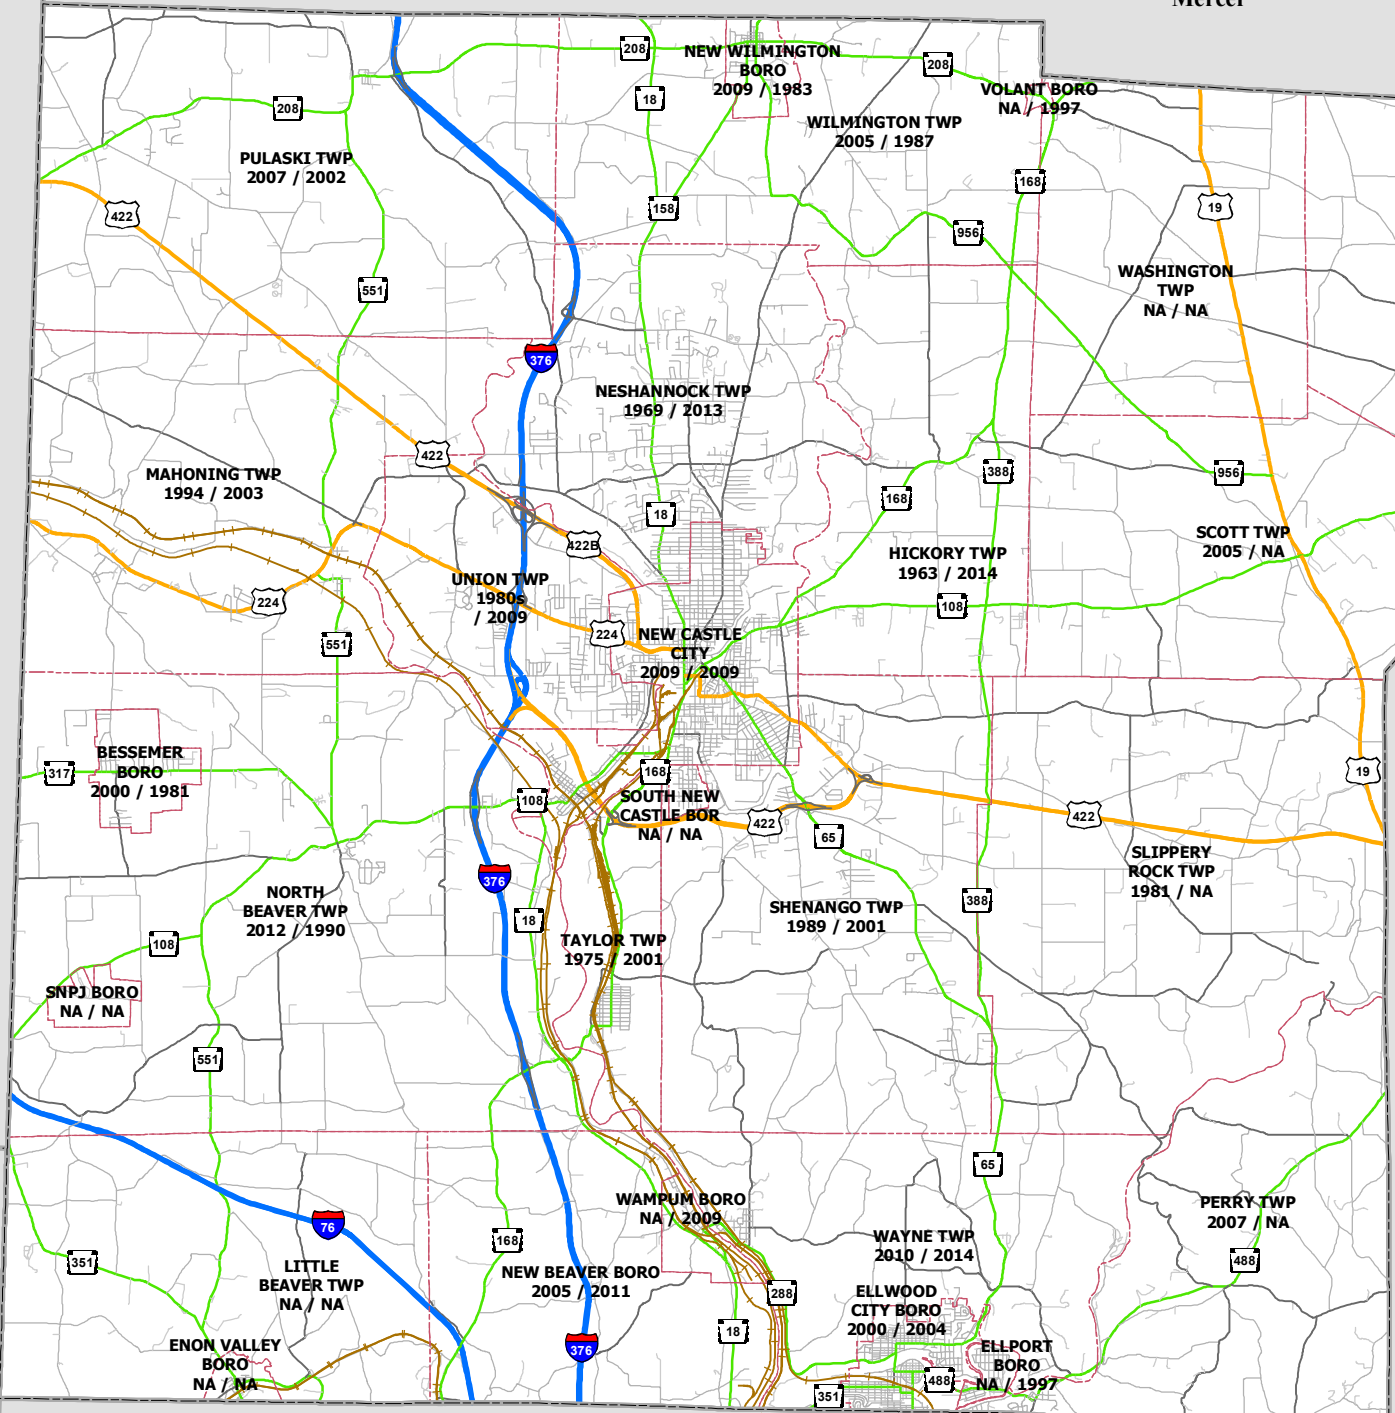 Mercer
208
NEW WILMINGTON
BORO
2009 / 1983
208
18
VOLANT BORO
NA / 1997
208
WILMINGTON TWP
2005 / 1987
PULASKI TWP
2007 / 2002
168
422
158
19
956
551
WASHINGTON
TWP
NA / NA
376
NESHANNOCK TWP
1969 / 2013
422
MAHONING TWP
1994 / 2003
388
956
168
18
422B
SCOTT TWP
2005 / NA
HICKORY TWP
1963 / 2014
UNION TWP
1980s
/ 2009
224
108
224
551
NEW CASTLE
CITY
2009 / 2009
BESSEMER
BORO
2000 / 1981
317
168
19
108
SOUTH NEW
CASTLE BOR
NA / NA
422
422
65
SLIPPERY
ROCK TWP
1981 / NA
376
NORTH
BEAVER TWP
2012 / 1990
388
SHENANGO TWP
1989 / 2001
18
108
TAYLOR TWP
1975 / 2001
SNPJ BORO
NA / NA
551
65
WAMPUM BORO
NA / 2009
PERRY TWP
2007 / NA
76
168
WAYNE TWP
2010 / 2014
351
488
LITTLE
BEAVER TWP
NA / NA
NEW BEAVER BORO
2005 / 2011
288
ELLWOOD
CITY BORO
2000 / 2004
18
376
ENON VALLEY
BORO
NA / NA
ELLPORT
BORO
NA / 1997
488
351